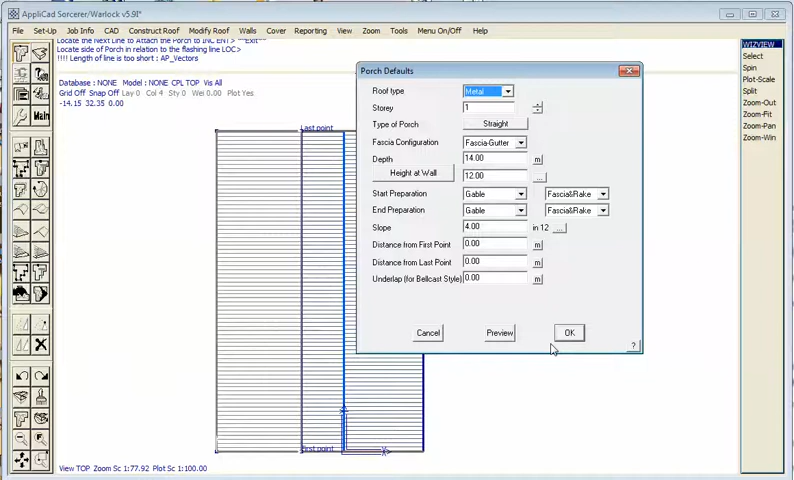 AppliCad Sorcerer/Warlock v5.9!
File Set-Up Job Info CAD Construct Roof Modify Roof Walls Cover Reporting View Zoom Tools Menu On/Off Help
Locate the Next Line to Attach the Porch to INC ENT> ^Exit^
Locate side of Porch in relation to the flashing line LOC>
!!!! Length of line is too short : AP_Vectors
Database : NONE Model : NONE CPL TOP Vis All
Grid Off Snap Off Lay 0 Col 4 Sty 0 Wei 0.00 Plot Yes
-14.15 32.35 0.00
Main
Last point
First point
X
Porch Defaults
Roof type Metal
Storey 1
Type of Porch Straight
Fascia Configuration Fascia-Gutter
Depth 14.00 m
Height at Wall 12.00 ...
Start Preparation Gable Fascia&Rake
End Preparation Gable Fascia&Rake
Slope 4.00 in 12 ...
Distance from First Point 0.00 m
Distance from Last Point 0.00 m
Underlap (for Bellcast Style) 0.00 m
Cancel Preview OK
?
WIZVIEW
Select
Spin
Plot-Scale
Split
Zoom-Out
Zoom-Fit
Zoom-Pan
Zoom-Win
View TOP Zoom Sc 1:77.92 Plot Sc 1:100.00